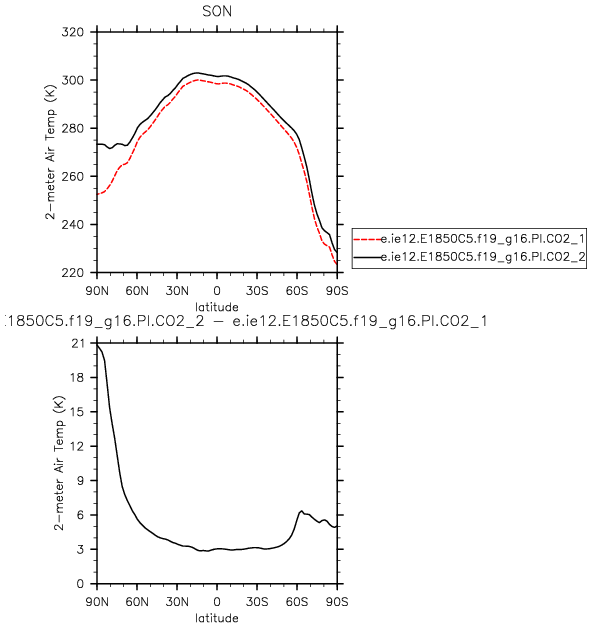 SON
320
300
280
260
240
220
2-meter Air Temp (K)
90N 60N 30N 0 30S 60S 90S
latitude
e.ie12.E1850C5.f19_g16.PI.CO2_1
e.ie12.E1850C5.f19_g16.PI.CO2_2
.1850C5.f19_g16.PI.CO2_2 − e.ie12.E1850C5.f19_g16.PI.CO2_1
21
18
15
12
9
6
3
0
2-meter Air Temp (K)
90N 60N 30N 0 30S 60S 90S
latitude